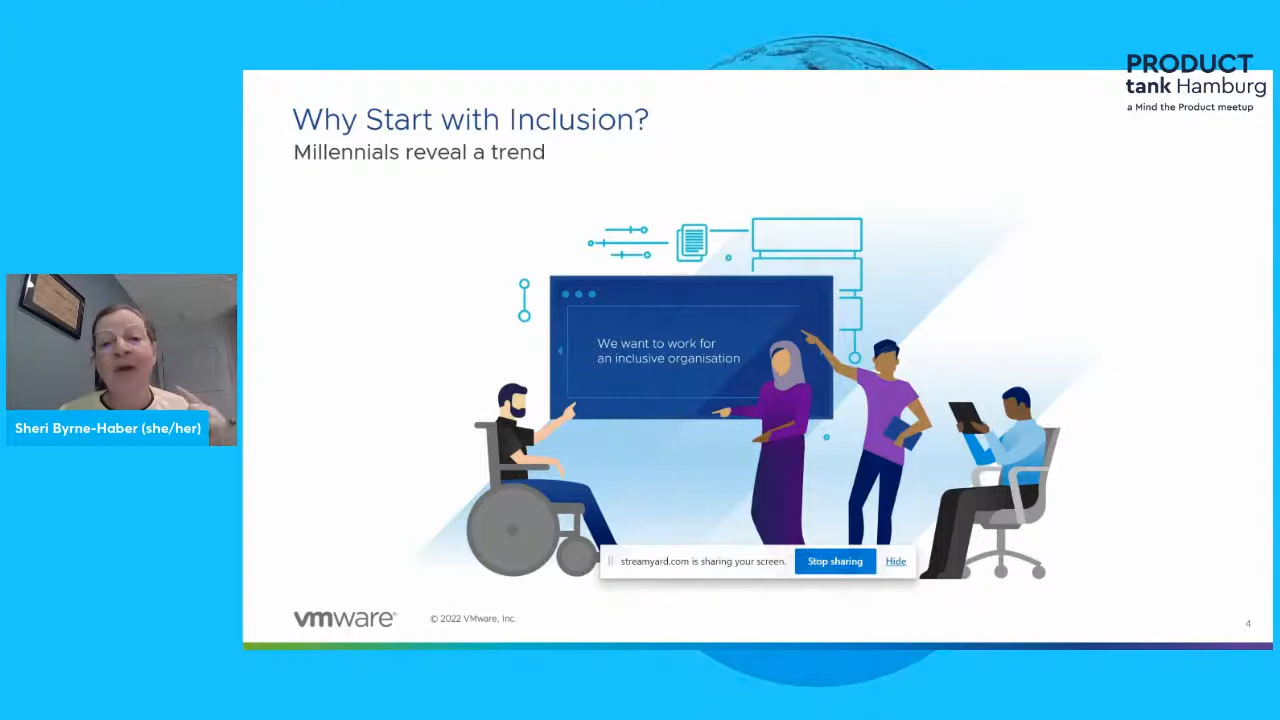 PRODUCT
tank Hamburg
a Mind the Product meetup
Why Start with Inclusion?
Millennials reveal a trend
We want to work for
an inclusive organisation
Sheri Byrne-Haber (she/her)
streamyard.com is sharing your screen.
Stop sharing
Hide
vmware®
© 2022 VMware, Inc.
4